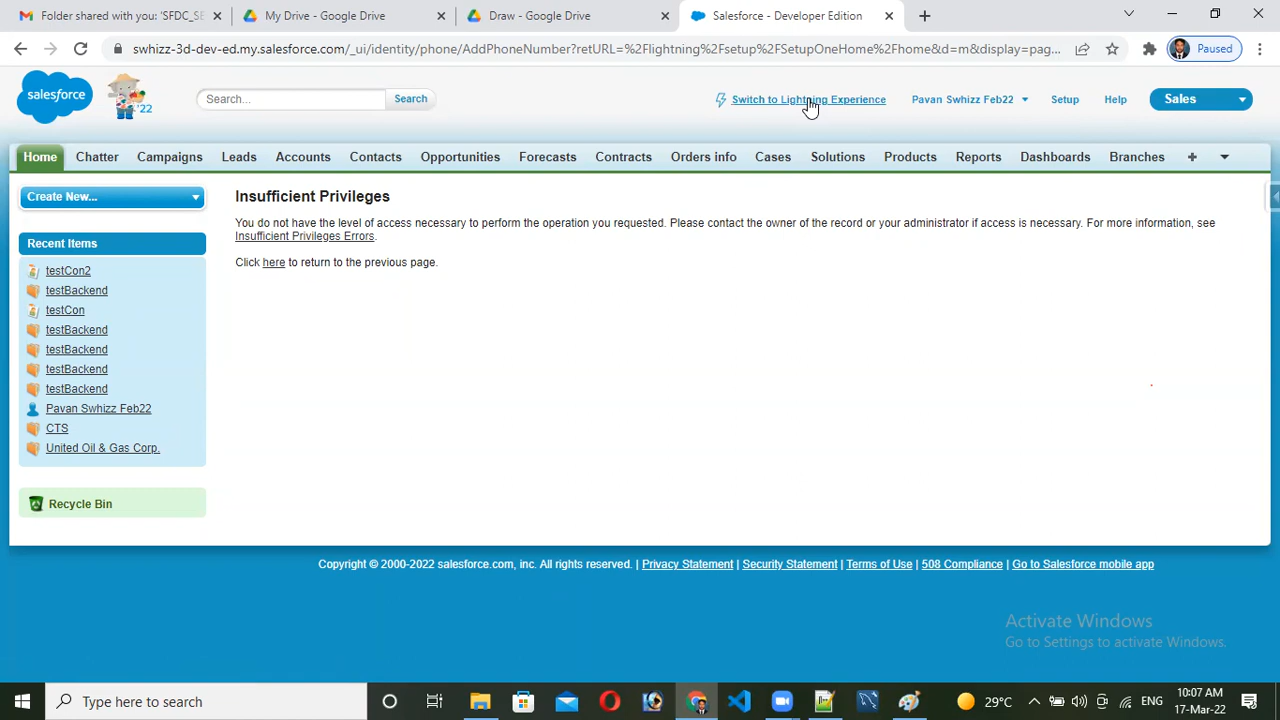 Folder shared with you: 'SFDC_SE
My Drive - Google Drive
Draw - Google Drive
Salesforce - Developer Edition
swhizz-3d-dev-ed.my.salesforce.com/_ui/identity/phone/AddPhoneNumber?retURL=%2Flightning%2Fsetup%2FSetupOneHome%2Fhome&d=m&display=pag...
Paused
salesforce
'22
Search...
Search
Switch to Lightning Experience
Pavan Swhizz Feb22
Setup
Help
Sales
Home Chatter Campaigns Leads Accounts Contacts Opportunities Forecasts Contracts Orders info Cases Solutions Products Reports Dashboards Branches +
Create New...
Recent Items
testCon2
testBackend
testCon
testBackend
testBackend
testBackend
testBackend
Pavan Swhizz Feb22
CTS
United Oil & Gas Corp.
Recycle Bin
Insufficient Privileges
You do not have the level of access necessary to perform the operation you requested. Please contact the owner of the record or your administrator if access is necessary. For more information, see
Insufficient Privileges Errors.
Click here to return to the previous page.
Copyright © 2000-2022 salesforce.com, inc. All rights reserved. | Privacy Statement | Security Statement | Terms of Use | 508 Compliance | Go to Salesforce mobile app
Activate Windows
Go to Settings to activate Windows.
Type here to search
29°C
ENG
10:07 AM
17-Mar-22